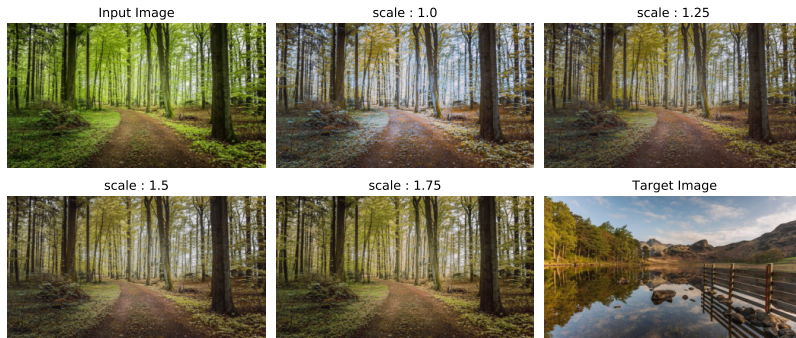 Input Image
scale : 1.0
scale : 1.25
scale : 1.5
scale : 1.75
Target Image